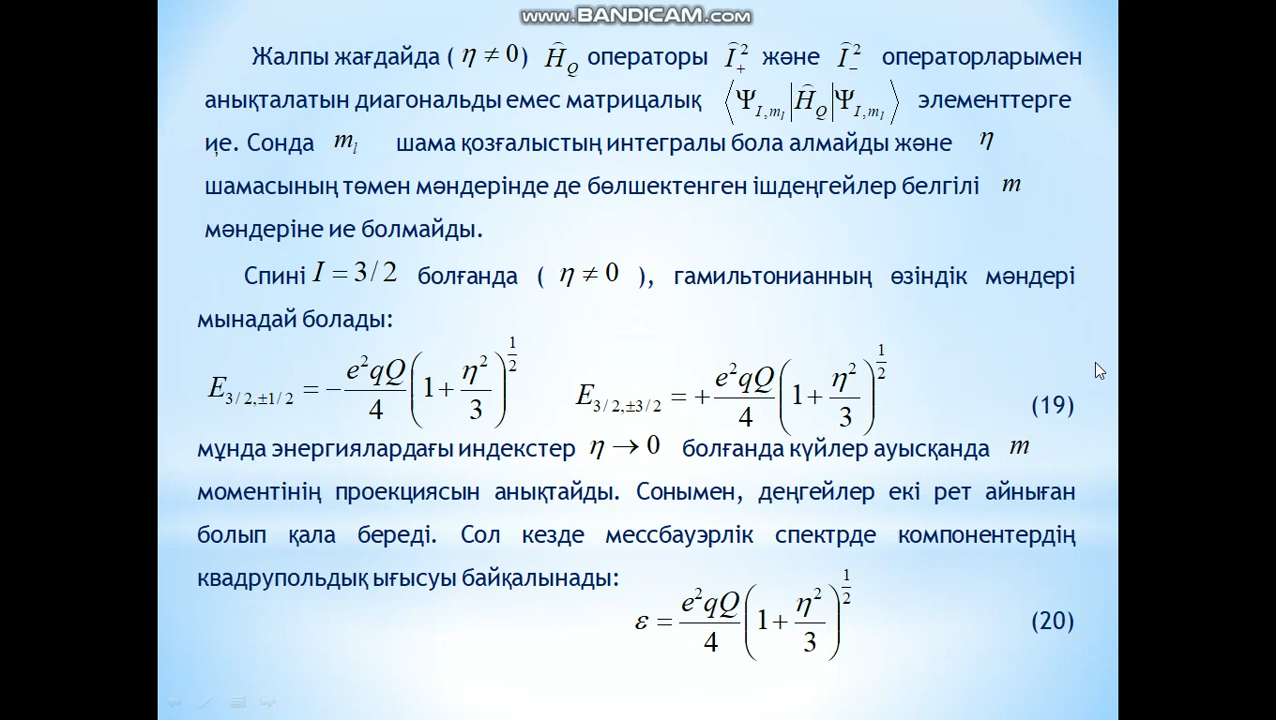 www.BANDICAM.com
Жалпы жағдайда ( η ≠ 0 ) Ĥ_Q операторы Î₊² және Î₋² операторларымен
анықталатын диагональды емес матрицалық ⟨Ψ_{I,m_I}|Ĥ_Q|Ψ_{I,m_I}⟩ элементтерге
ие. Сонда m_l шама қозғалыстың интегралы бола алмайды және η
шамасының төмен мәндерінде де бөлшектенген ішдеңгейлер белгілі m
мәндеріне ие болмайды.
Спині I = 3/2 болғанда ( η ≠ 0 ), гамильтонианның өзіндік мәндері
мынадай болады:
E_{3/2,±1/2} = −(e²qQ/4)(1 + η²/3)^{1/2} E_{3/2,±3/2} = +(e²qQ/4)(1 + η²/3)^{1/2} (19)
мұнда энергиялардағы индекстер η → 0 болғанда күйлер ауысқанда m
моментінің проекциясын анықтайды. Сонымен, деңгейлер екі рет айныған
болып қала береді. Сол кезде мессбауэрлік спектрде компонентердің
квадрупольдық ығысуы байқалынады:
ε = (e²qQ/4)(1 + η²/3)^{1/2} (20)